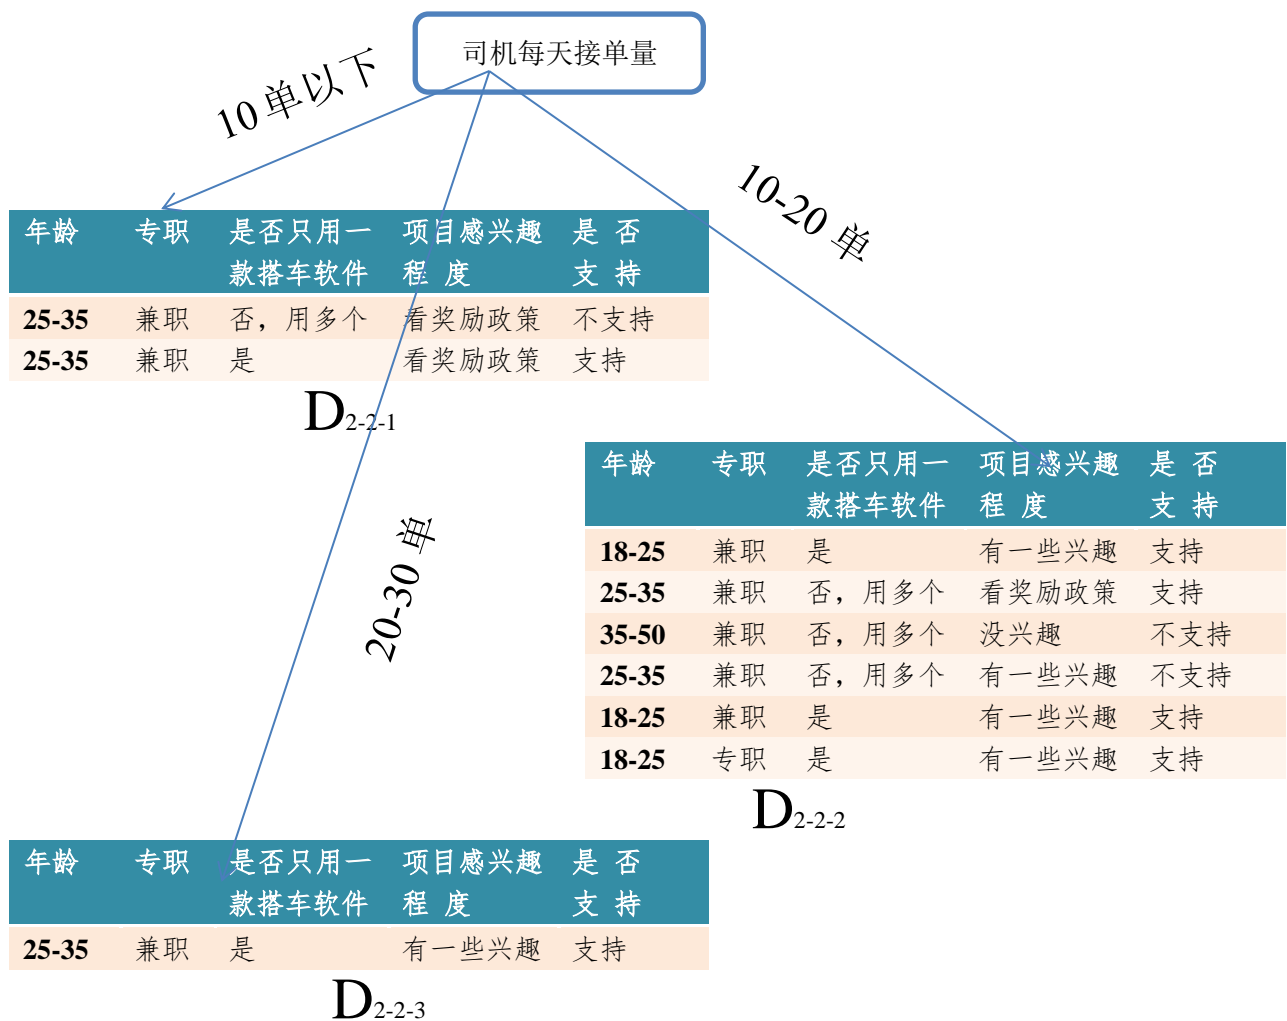 司机每天接单量
10单以下
10-20 单
年龄 专职 是否只用一 项目感兴趣 是 否
款搭车软件 程 度 支 持
25-35 兼职 否，用多个 看奖励政策 不支持
25-35 兼职 是 看奖励政策 支持
D2-2-1
20-30 单
年龄 专职 是否只用一 项目感兴趣 是 否
款搭车软件 程 度 支 持
18-25 兼职 是 有一些兴趣 支持
25-35 兼职 否，用多个 看奖励政策 支持
35-50 兼职 否，用多个 没兴趣 不支持
25-35 兼职 否，用多个 有一些兴趣 不支持
18-25 兼职 是 有一些兴趣 支持
18-25 专职 是 有一些兴趣 支持
D2-2-2
年龄 专职 是否只用一 项目感兴趣 是 否
款搭车软件 程 度 支 持
25-35 兼职 是 有一些兴趣 支持
D2-2-3